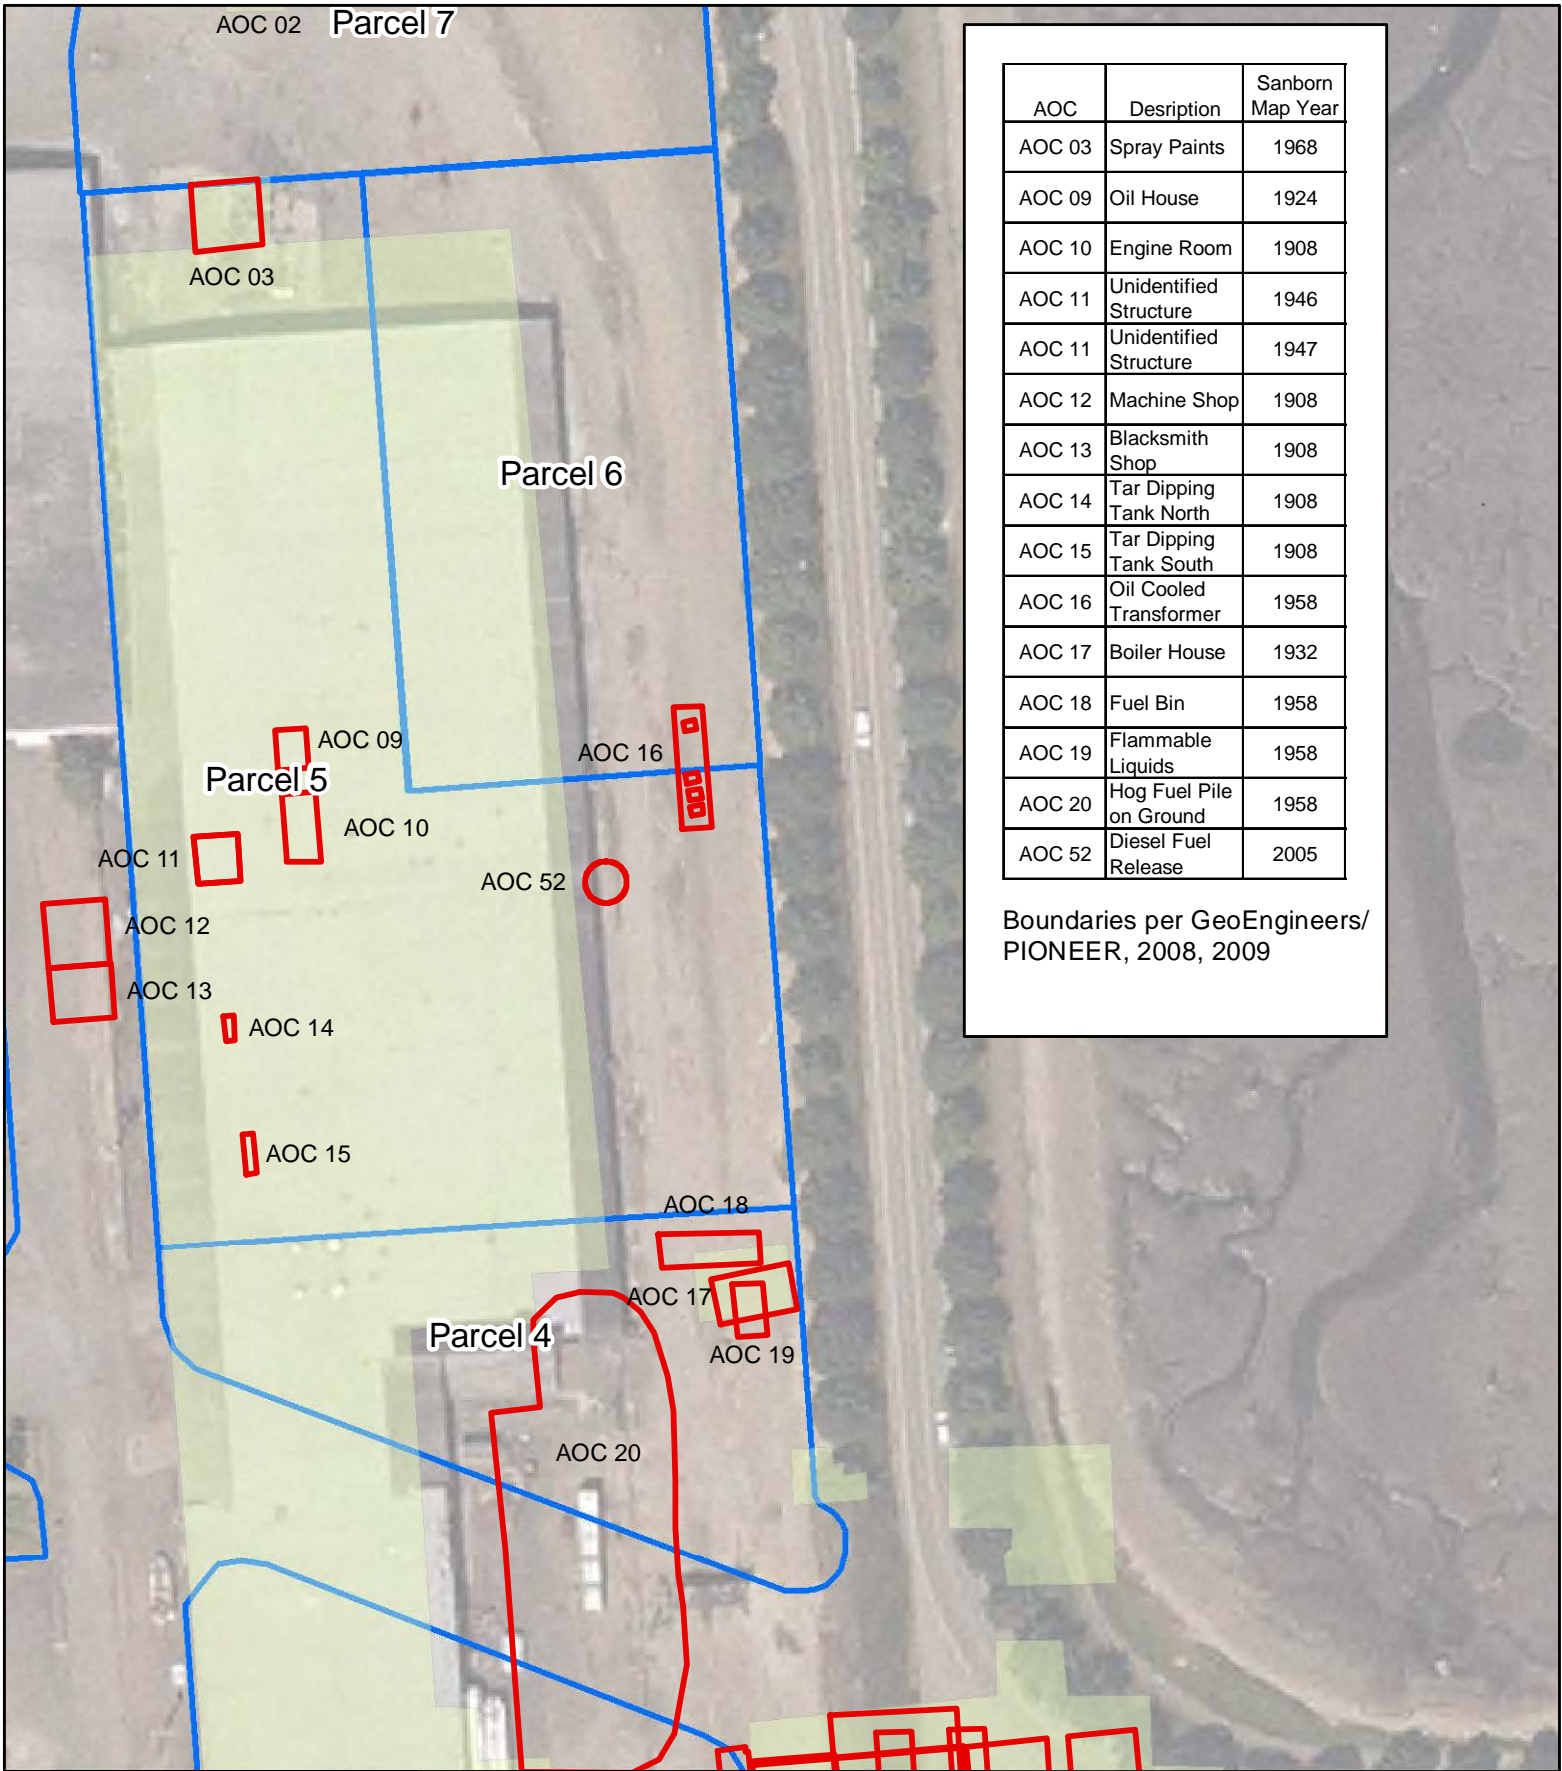 AOC 02
Parcel 7
AOC 03
Parcel 6
AOC 09
Parcel 5
AOC 16
AOC 10
AOC 11
AOC 52
AOC 12
AOC 13
AOC 14
AOC 15
AOC 18
AOC 17
Parcel 4
AOC 19
AOC 20
AOC Desription Sanborn Map Year
AOC 03 Spray Paints 1968
AOC 09 Oil House 1924
AOC 10 Engine Room 1908
AOC 11 Unidentified Structure 1946
AOC 11 Unidentified Structure 1947
AOC 12 Machine Shop 1908
AOC 13 Blacksmith Shop 1908
AOC 14 Tar Dipping Tank North 1908
AOC 15 Tar Dipping Tank South 1908
AOC 16 Oil Cooled Transformer 1958
AOC 17 Boiler House 1932
AOC 18 Fuel Bin 1958
AOC 19 Flammable Liquids 1958
AOC 20 Hog Fuel Pile on Ground 1958
AOC 52 Diesel Fuel Release 2005
Boundaries per GeoEngineers/
PIONEER, 2008, 2009